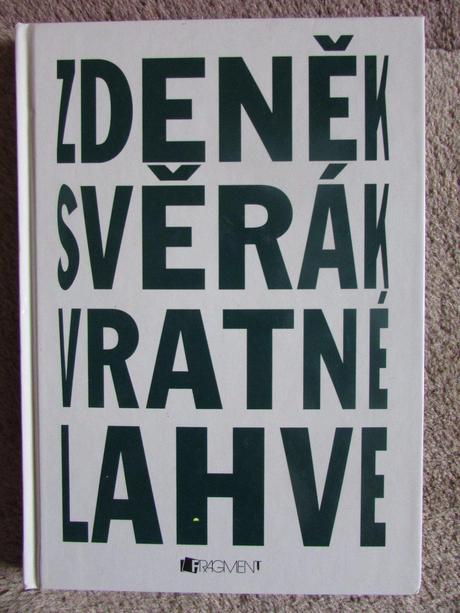 ZDENĚK
SVĚRÁK
VRATNÉ
LAHVE
FRAGMENT